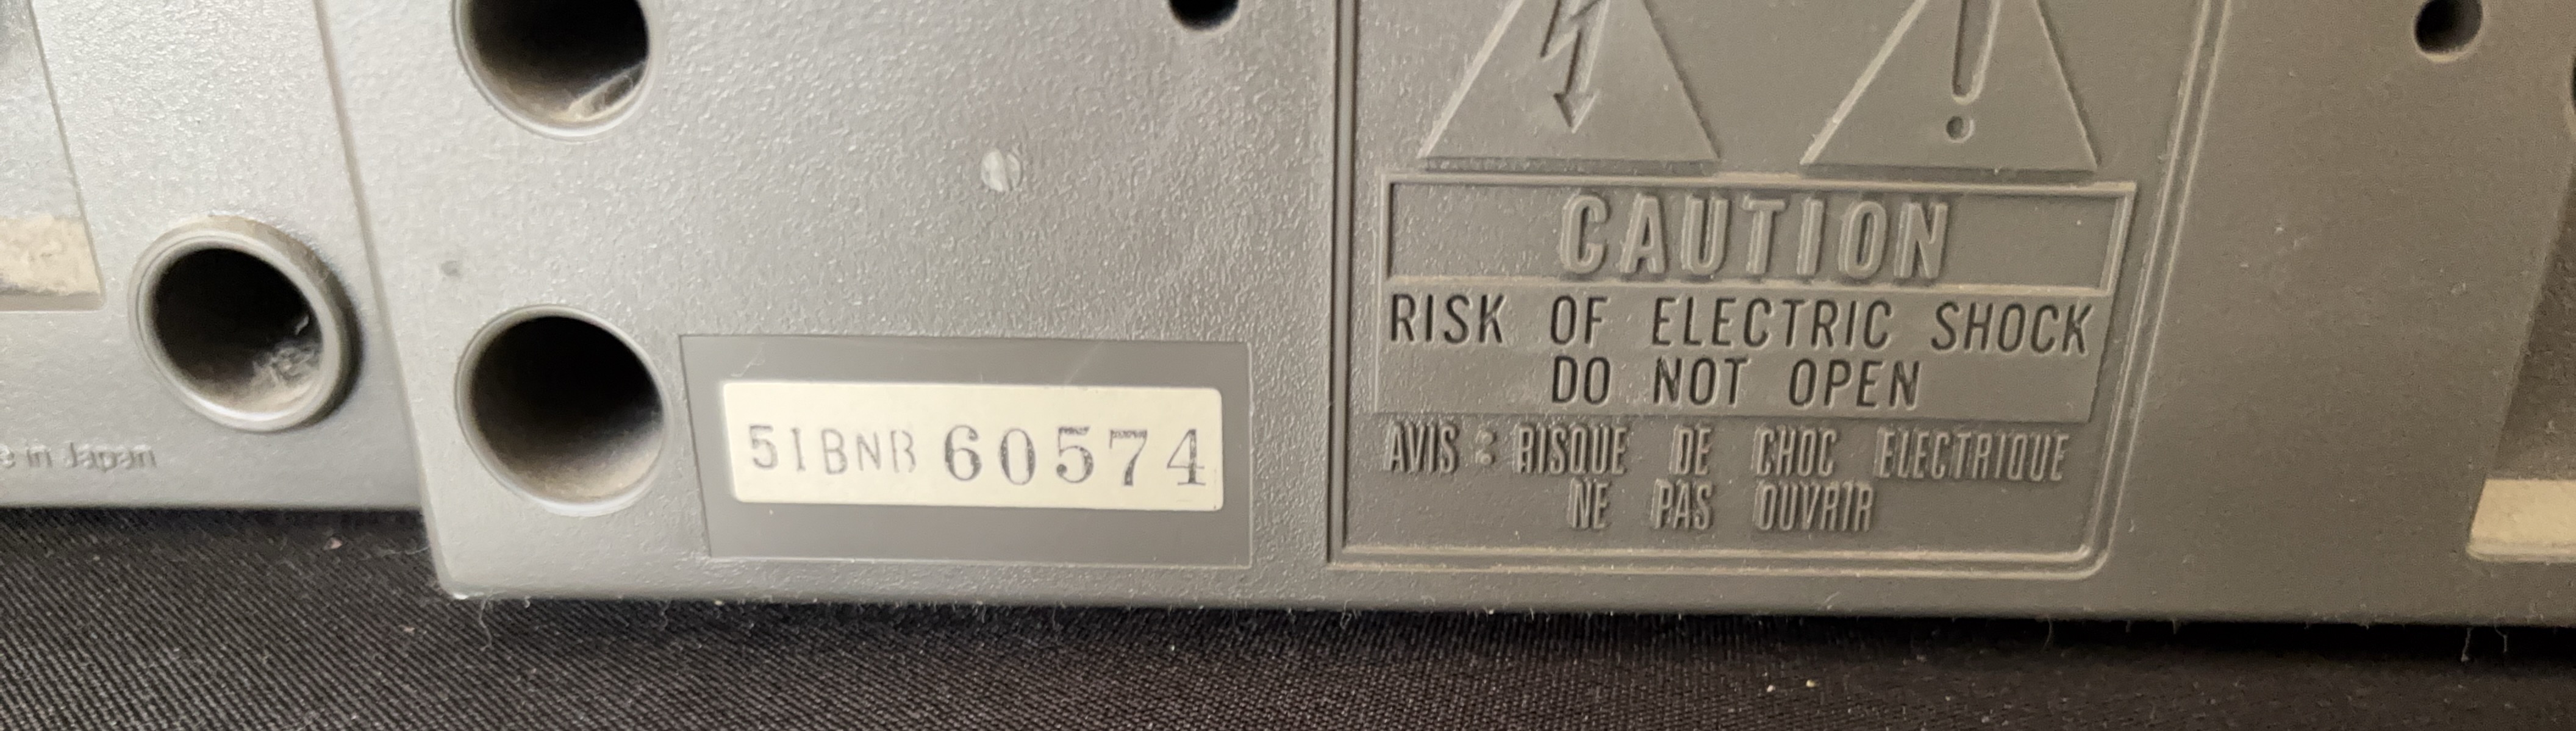 in Japan
51BNB 60574
CAUTION
RISK OF ELECTRIC SHOCK
DO NOT OPEN
AVIS : RISQUE DE CHOC ELECTRIQUE
NE PAS OUVRIR